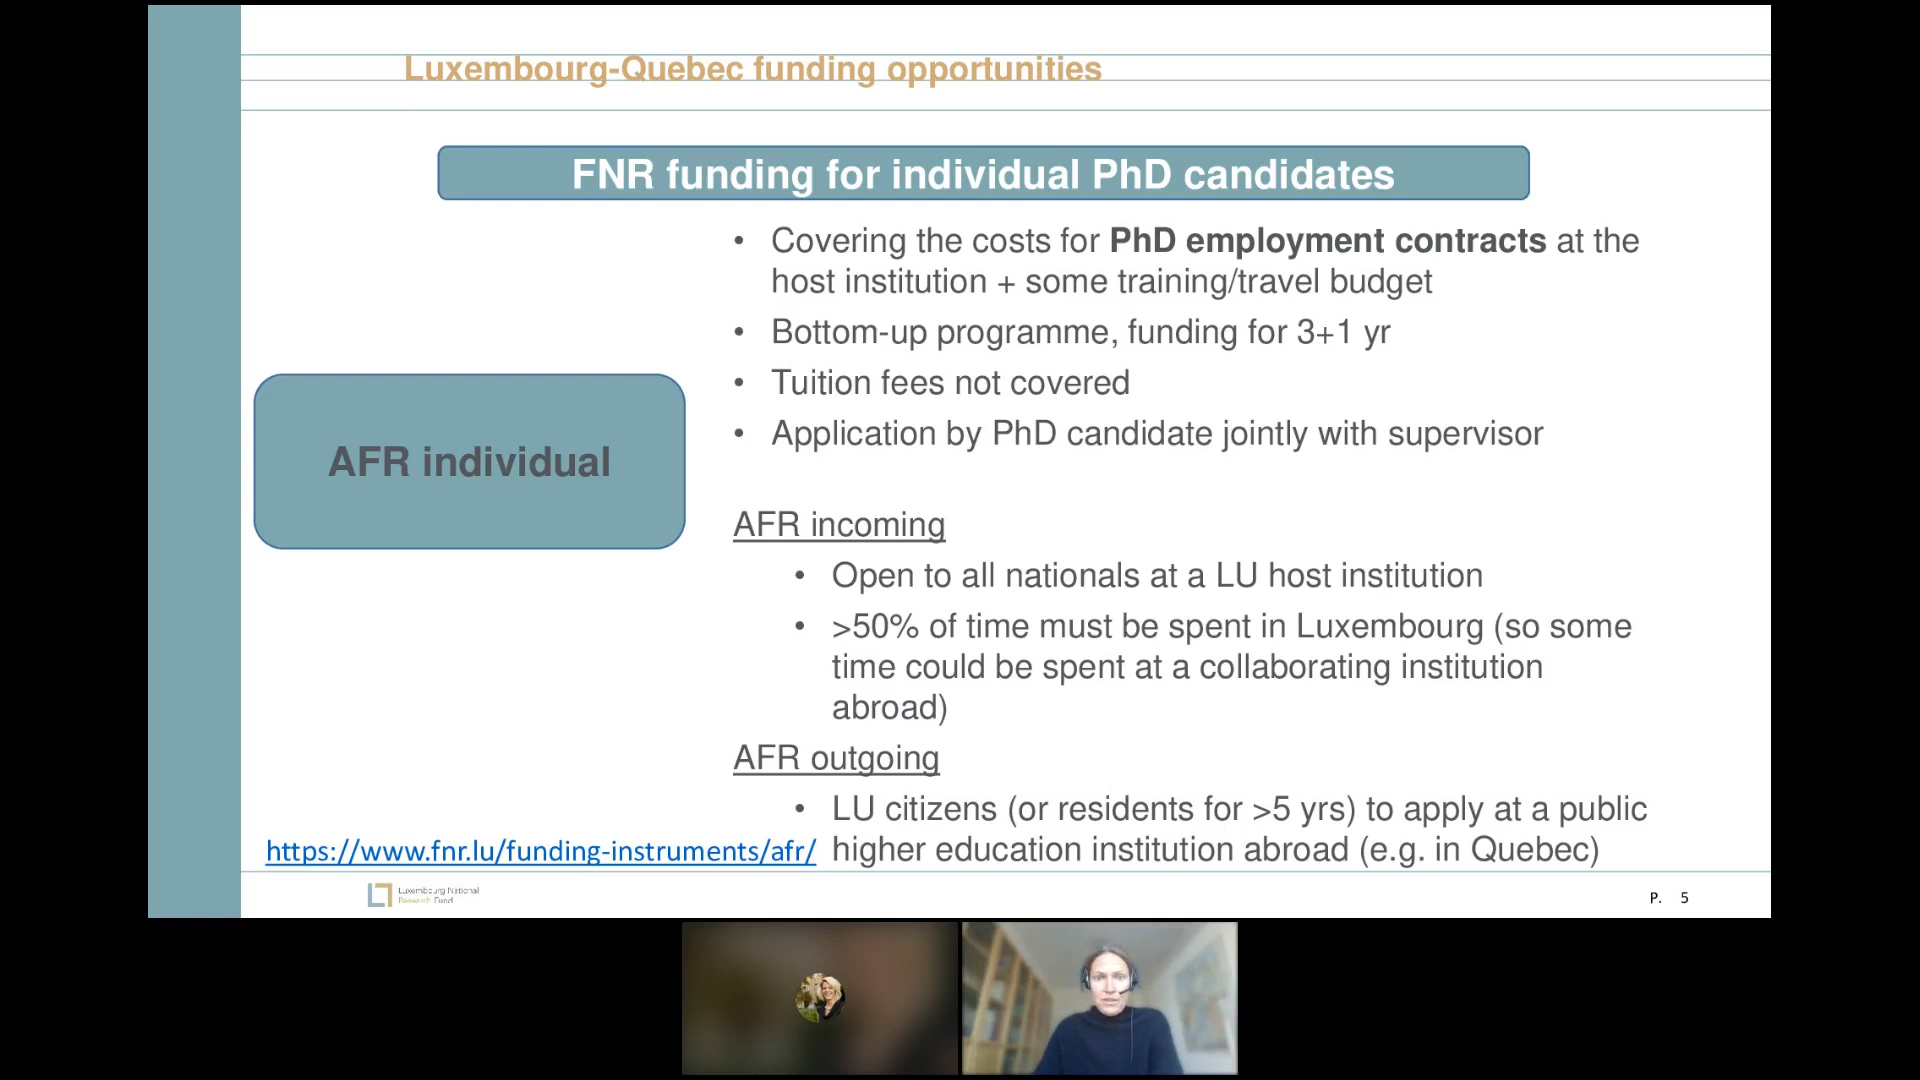 Luxembourg-Quebec funding opportunities
FNR funding for individual PhD candidates
AFR individual
• Covering the costs for PhD employment contracts at the
host institution + some training/travel budget
• Bottom-up programme, funding for 3+1 yr
• Tuition fees not covered
• Application by PhD candidate jointly with supervisor
AFR incoming
• Open to all nationals at a LU host institution
• >50% of time must be spent in Luxembourg (so some
time could be spent at a collaborating institution
abroad)
AFR outgoing
• LU citizens (or residents for >5 yrs) to apply at a public
higher education institution abroad (e.g. in Quebec)
https://www.fnr.lu/funding-instruments/afr/
Luxembourg National
Research Fund
P. 5